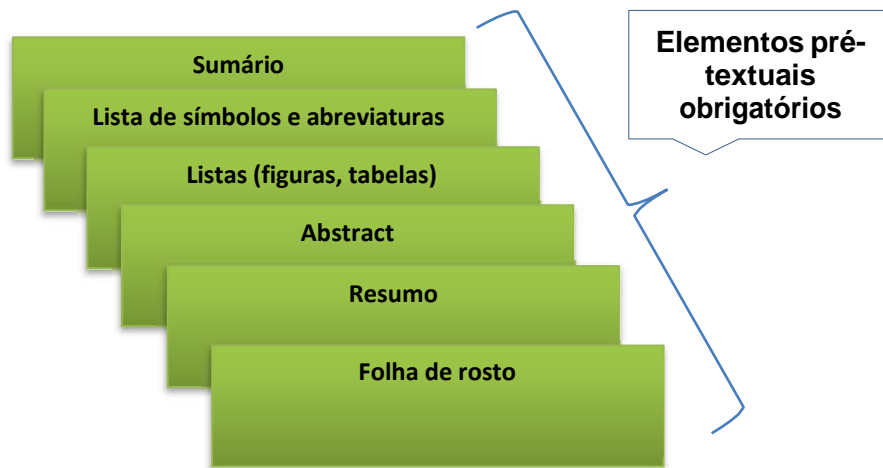 Sumário
Lista de símbolos e abreviaturas
Listas (figuras, tabelas)
Abstract
Resumo
Folha de rosto
Elementos pré-
textuais
obrigatórios